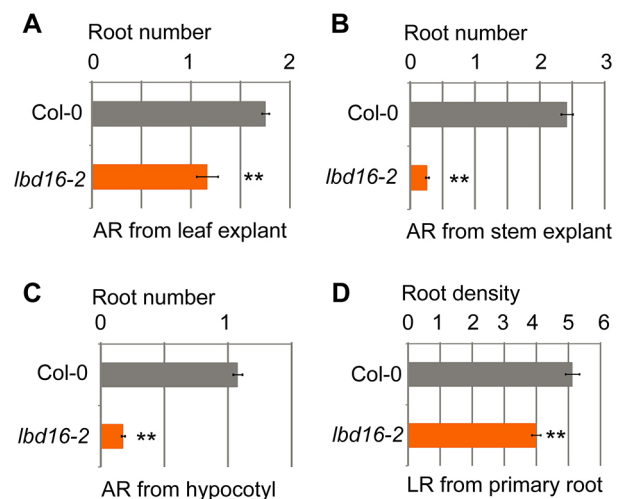 A
Root number
0 1 2
Col-0
lbd16-2
**
AR from leaf explant
B
Root number
0 1 2 3
Col-0
lbd16-2
**
AR from stem explant
C
Root number
0 1
Col-0
lbd16-2
**
AR from hypocotyl
D
Root density
0 1 2 3 4 5 6
Col-0
lbd16-2
**
LR from primary root